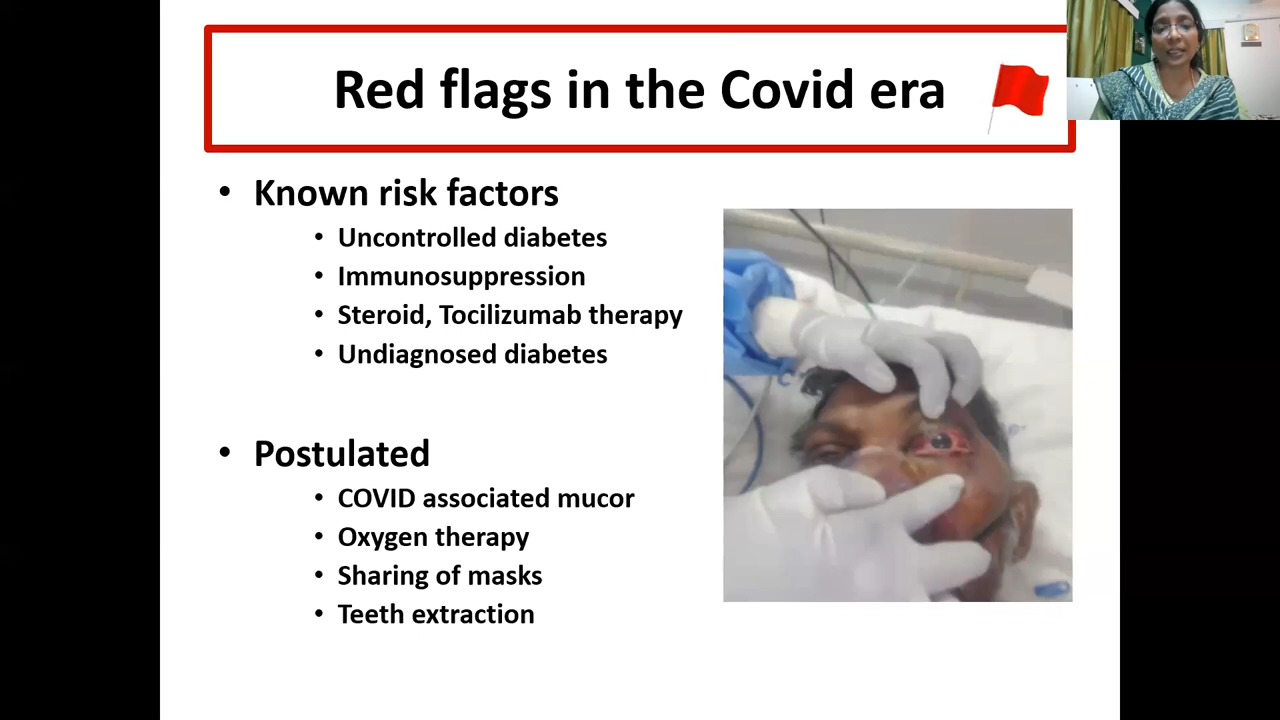 Red flags in the Covid era
• Known risk factors
• Uncontrolled diabetes
• Immunosuppression
• Steroid, Tocilizumab therapy
• Undiagnosed diabetes
• Postulated
• COVID associated mucor
• Oxygen therapy
• Sharing of masks
• Teeth extraction